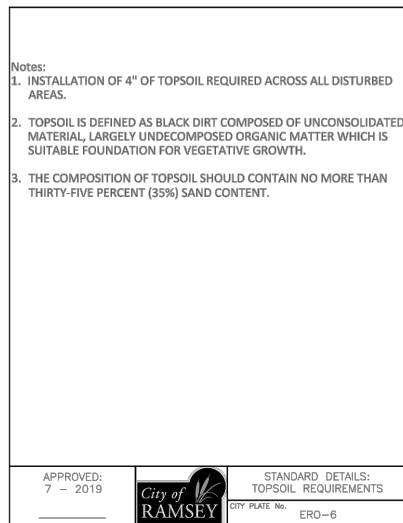 Notes:
1. INSTALLATION OF 4" OF TOPSOIL REQUIRED ACROSS ALL DISTURBED
AREAS.
2. TOPSOIL IS DEFINED AS BLACK DIRT COMPOSED OF UNCONSOLIDATED
MATERIAL, LARGELY UNDECOMPOSED ORGANIC MATTER WHICH IS
SUITABLE FOUNDATION FOR VEGETATIVE GROWTH.
3. THE COMPOSITION OF TOPSOIL SHOULD CONTAIN NO MORE THAN
THIRTY-FIVE PERCENT (35%) SAND CONTENT.
APPROVED:
7 – 2019
City of
RAMSEY
STANDARD DETAILS:
TOPSOIL REQUIREMENTS
CITY PLATE No.
ERO–6